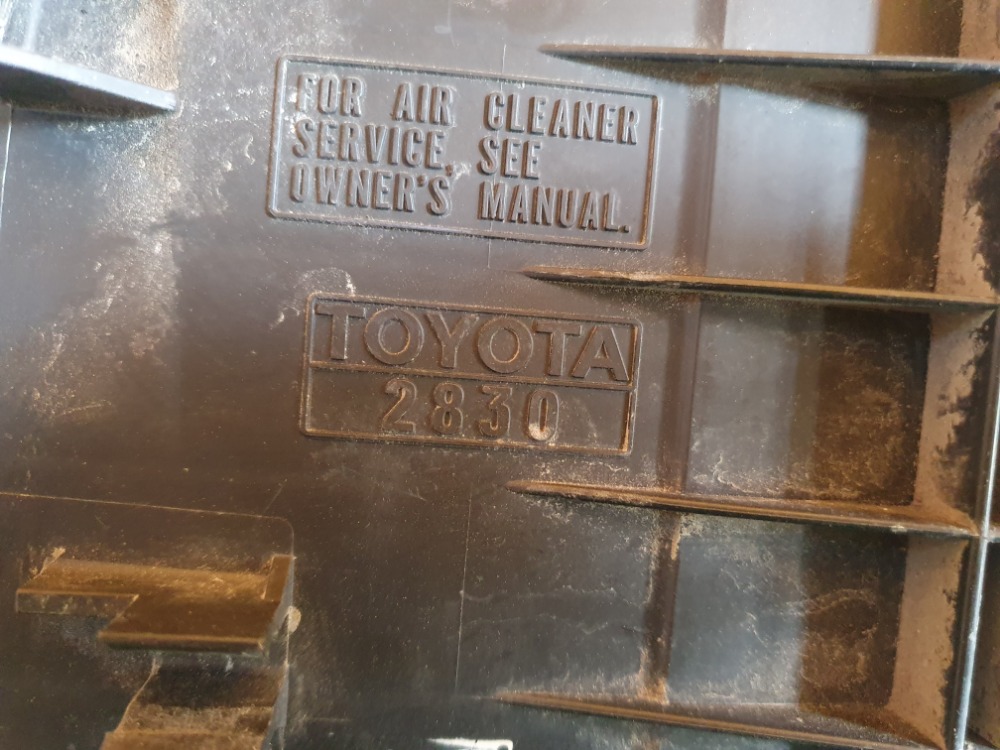 FOR AIR CLEANER
SERVICE, SEE
OWNER'S MANUAL.
TOYOTA
2830